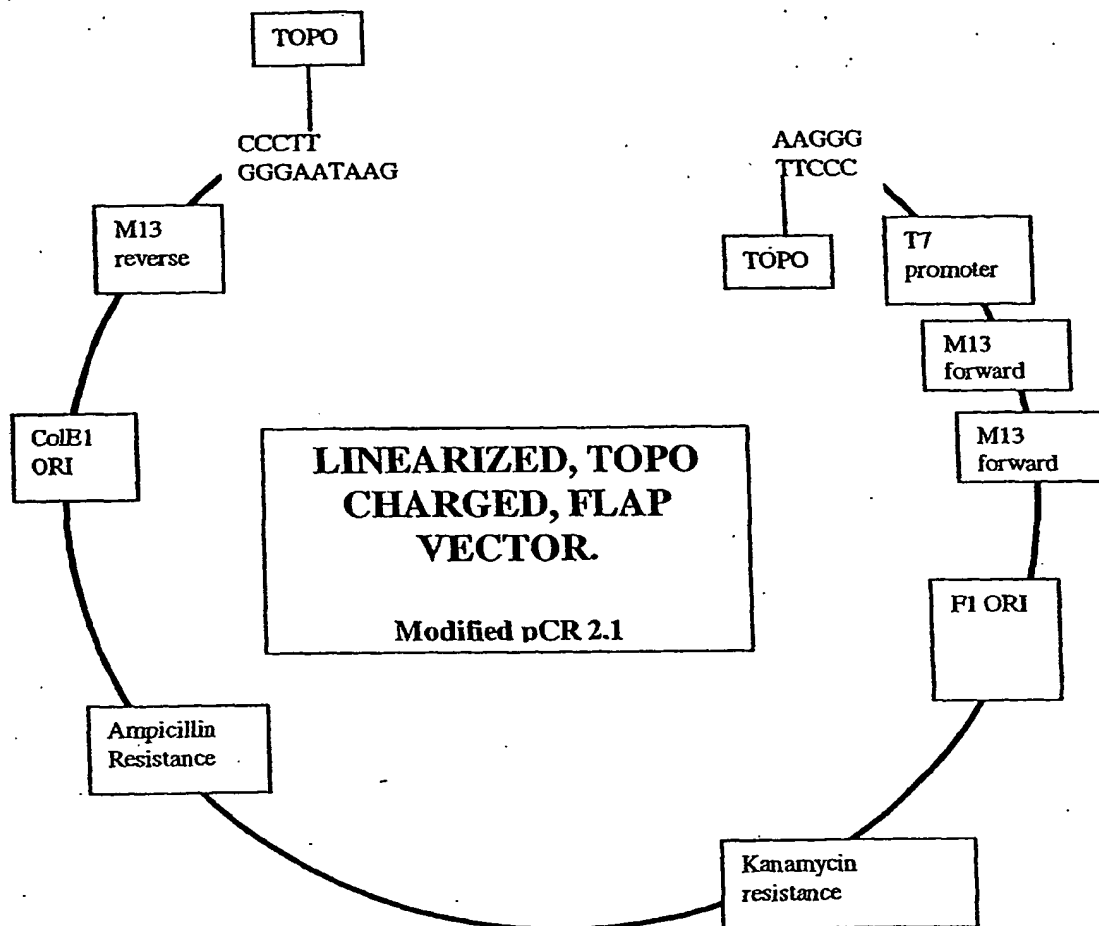 TOPO
CCCTT
GGGAATAAG
AAGGG
TTCCC
TOPO
M13
reverse
T7
promoter
M13
forward
M13
forward
ColE1
ORI
LINEARIZED, TOPO
CHARGED, FLAP
VECTOR.
Modified pCR 2.1
F1 ORI
Ampicillin
Resistance
Kanamycin
resistance